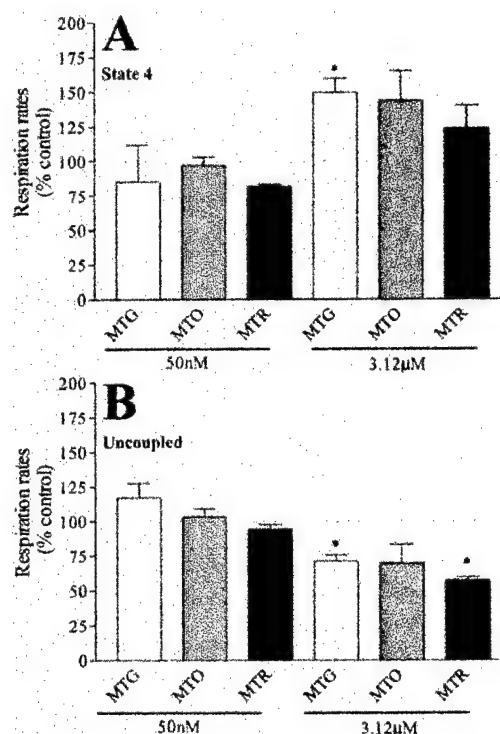 A
State 4
Respiration rates
(% control)
200
175
150
125
100
75
50
25
0
*
MTG
MTO
MTR
MTG
MTO
MTR
50nM
3.12µM
B
Uncoupled
Respiration rates
(% control)
200
175
150
125
100
75
50
25
0
*
*
MTG
MTO
MTR
MTG
MTO
MTR
50nM
3.12µM